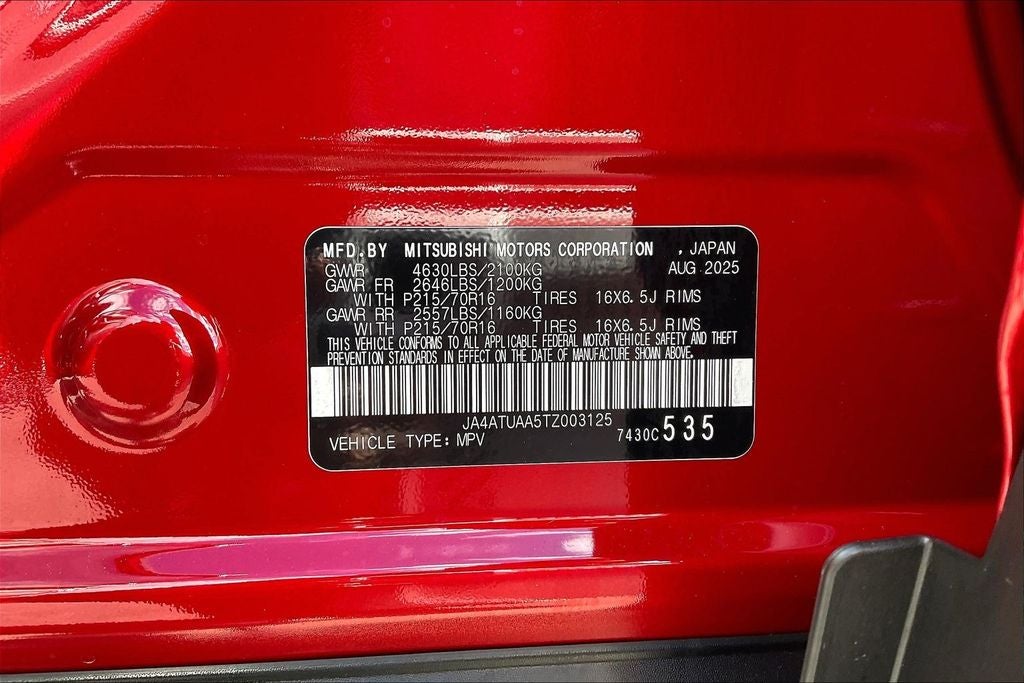 MFD.BY MITSUBISHI MOTORS CORPORATION , JAPAN
GVWR 4630LBS/2100KG AUG 2025
GAWR FR 2646LBS/1200KG
WITH P215/70R16 TIRES 16X6.5J RIMS
GAWR RR 2557LBS/1160KG
WITH P215/70R16 TIRES 16X6.5J RIMS
THIS VEHICLE CONFORMS TO ALL APPLICABLE FEDERAL MOTOR VEHICLE SAFETY AND THEFT
PREVENTION STANDARDS IN EFFECT ON THE DATE OF MANUFACTURE SHOWN ABOVE.
JA4ATUAA5TZ003125
VEHICLE TYPE: MPV 7430C 535